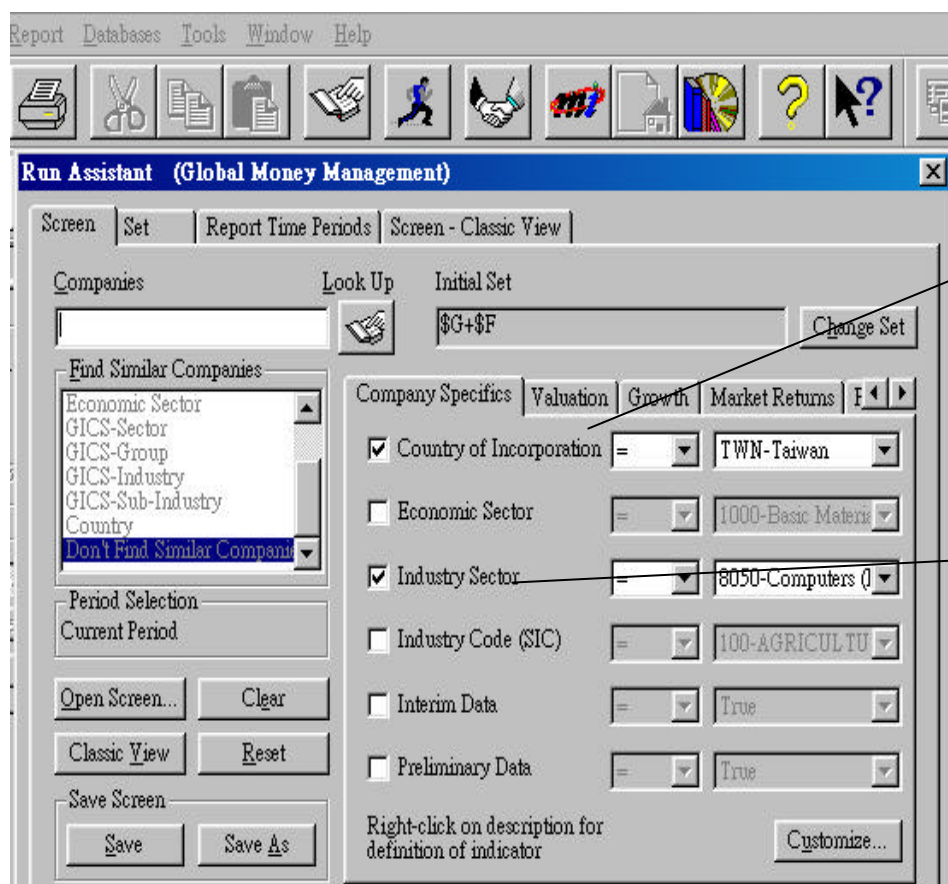 Report Databases Tools Window Help
mi
Run Assistant (Global Money Management)
Screen Set Report Time Periods Screen - Classic View
Companies Look Up Initial Set
$G+$F Change Set
Find Similar Companies
Economic Sector
GICS-Sector
GICS-Group
GICS-Industry
GICS-Sub-Industry
Country
Don't Find Similar Companie
Period Selection
Current Period
Open Screen... Clear
Classic View Reset
Save Screen
Save Save As
Company Specifics Valuation Growth Market Returns
Country of Incorporation = TWN-Taiwan
Economic Sector = 1000-Basic Materia
Industry Sector = 8050-Computers (
Industry Code (SIC) = 100-AGRICULTU
Interim Data = True
Preliminary Data = True
Right-click on description for
definition of indicator
Customize...